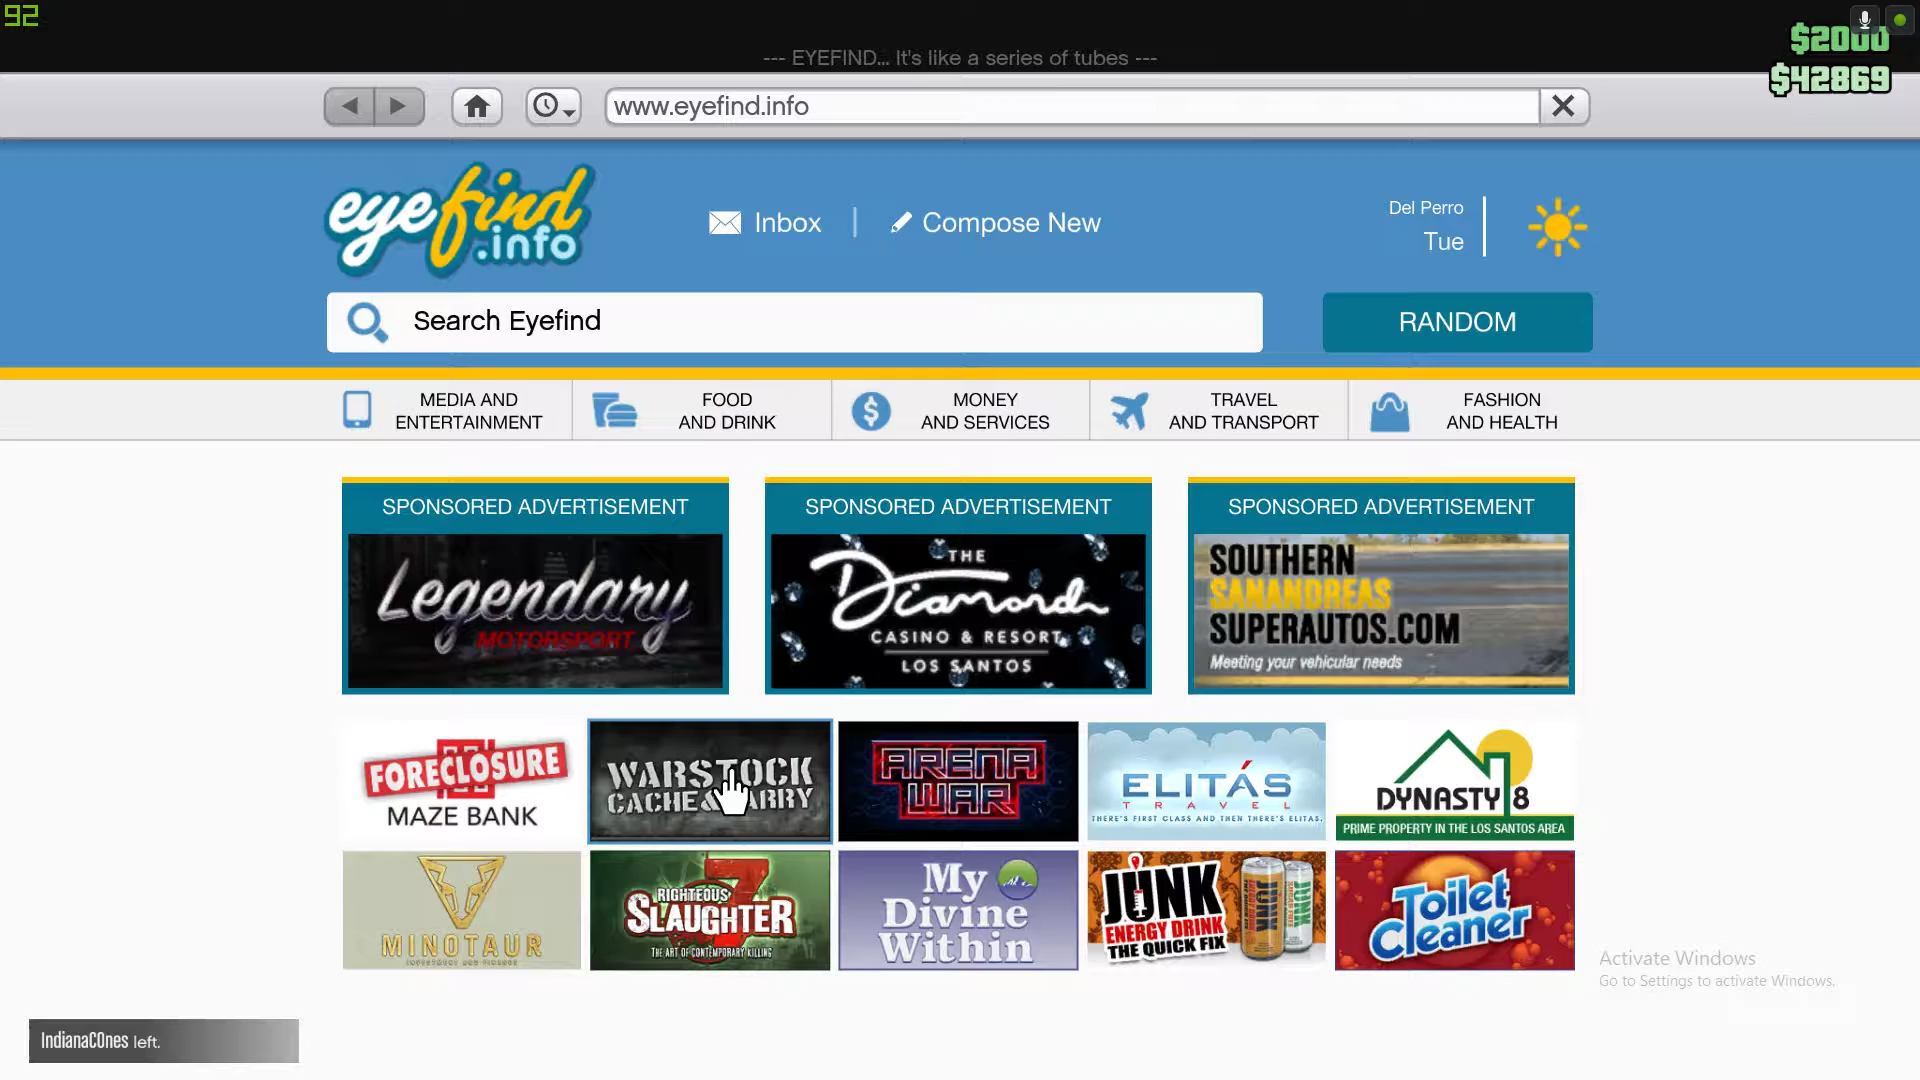 92
--- EYEFIND... It's like a series of tubes ---
$2000
$42869
www.eyefind.info
eyefind
.info
Inbox
Compose New
Del Perro
Tue
Search Eyefind
RANDOM
MEDIA AND
ENTERTAINMENT
FOOD
AND DRINK
MONEY
AND SERVICES
TRAVEL
AND TRANSPORT
FASHION
AND HEALTH
SPONSORED ADVERTISEMENT
Legendary
MOTORSPORT
SPONSORED ADVERTISEMENT
THE
Diamond
CASINO & RESORT
LOS SANTOS
SPONSORED ADVERTISEMENT
SOUTHERN
SANANDREAS
SUPERAUTOS.COM
Meeting your vehicular needs
FORECLOSURE
MAZE BANK
WARSTOCK
CACHE & CARRY
ARENA
WAR
ELITÁS
TRAVEL
THERE'S FIRST CLASS AND THEN THERE'S ELITAS.
DYNASTY 8
PRIME PROPERTY IN THE LOS SANTOS AREA
MINOTAUR
7
RIGHTEOUS
SLAUGHTER
THE ART OF CONTEMPORARY KILLING
My
Divine
Within
JUNK
ENERGY DRINK
THE QUICK FIX
Toilet
Cleaner
Activate Windows
Go to Settings to activate Windows.
IndianaC0nes left.